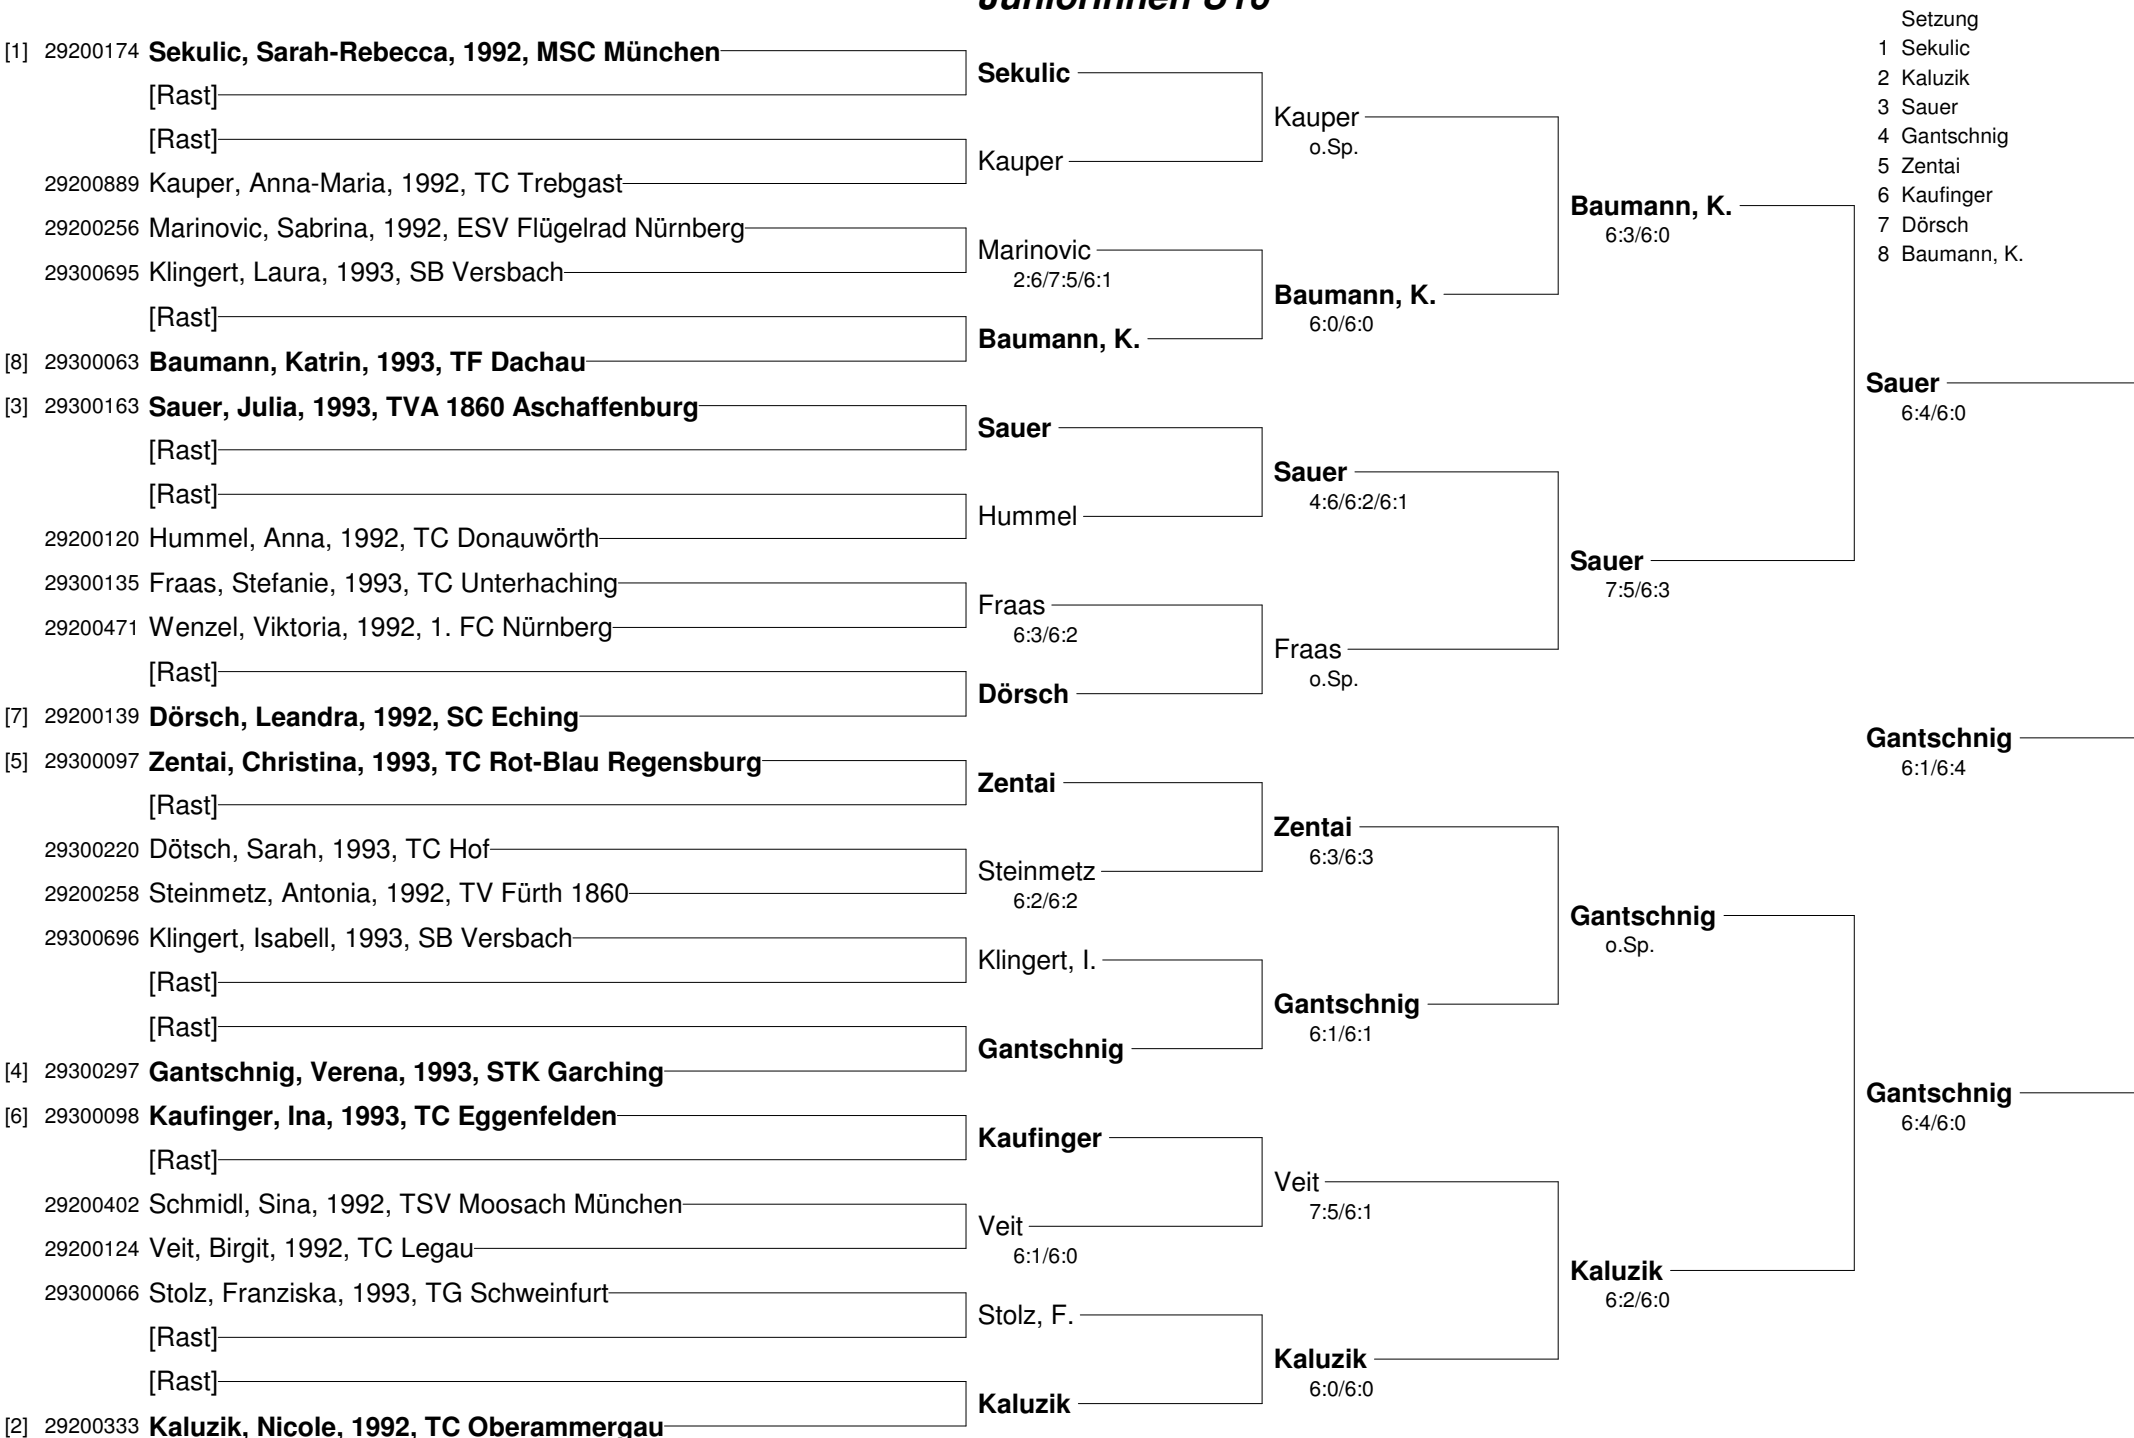 Juniorinnen U16
Setzung
1 Sekulic
2 Kaluzik
3 Sauer
4 Gantschnig
5 Zentai
6 Kaufinger
7 Dörsch
8 Baumann, K.
[1] 29200174 Sekulic, Sarah-Rebecca, 1992, MSC München
[Rast]
[Rast]
29200889 Kauper, Anna-Maria, 1992, TC Trebgast
29200256 Marinovic, Sabrina, 1992, ESV Flügelrad Nürnberg
29300695 Klingert, Laura, 1993, SB Versbach
[Rast]
[8] 29300063 Baumann, Katrin, 1993, TF Dachau
[3] 29300163 Sauer, Julia, 1993, TVA 1860 Aschaffenburg
[Rast]
[Rast]
29200120 Hummel, Anna, 1992, TC Donauwörth
29300135 Fraas, Stefanie, 1993, TC Unterhaching
29200471 Wenzel, Viktoria, 1992, 1. FC Nürnberg
[Rast]
[7] 29200139 Dörsch, Leandra, 1992, SC Eching
[5] 29300097 Zentai, Christina, 1993, TC Rot-Blau Regensburg
[Rast]
29300220 Dötsch, Sarah, 1993, TC Hof
29200258 Steinmetz, Antonia, 1992, TV Fürth 1860
29300696 Klingert, Isabell, 1993, SB Versbach
[Rast]
[Rast]
[4] 29300297 Gantschnig, Verena, 1993, STK Garching
[6] 29300098 Kaufinger, Ina, 1993, TC Eggenfelden
[Rast]
29200402 Schmidl, Sina, 1992, TSV Moosach München
29200124 Veit, Birgit, 1992, TC Legau
29300066 Stolz, Franziska, 1993, TG Schweinfurt
[Rast]
[Rast]
[2] 29200333 Kaluzik, Nicole, 1992, TC Oberammergau
Sekulic
Kauper
Marinovic
2:6/7:5/6:1
Baumann, K.
Sauer
Hummel
Fraas
6:3/6:2
Dörsch
Zentai
Steinmetz
6:2/6:2
Klingert, I.
Gantschnig
Kaufinger
Veit
6:1/6:0
Stolz, F.
Kaluzik
Kauper
o.Sp.
Baumann, K.
6:0/6:0
Sauer
4:6/6:2/6:1
Fraas
o.Sp.
Zentai
6:3/6:3
Gantschnig
6:1/6:1
Veit
7:5/6:1
Kaluzik
6:0/6:0
Baumann, K.
6:3/6:0
Sauer
7:5/6:3
Gantschnig
o.Sp.
Kaluzik
6:2/6:0
Sauer
6:4/6:0
Gantschnig
6:1/6:4
Gantschnig
6:4/6:0